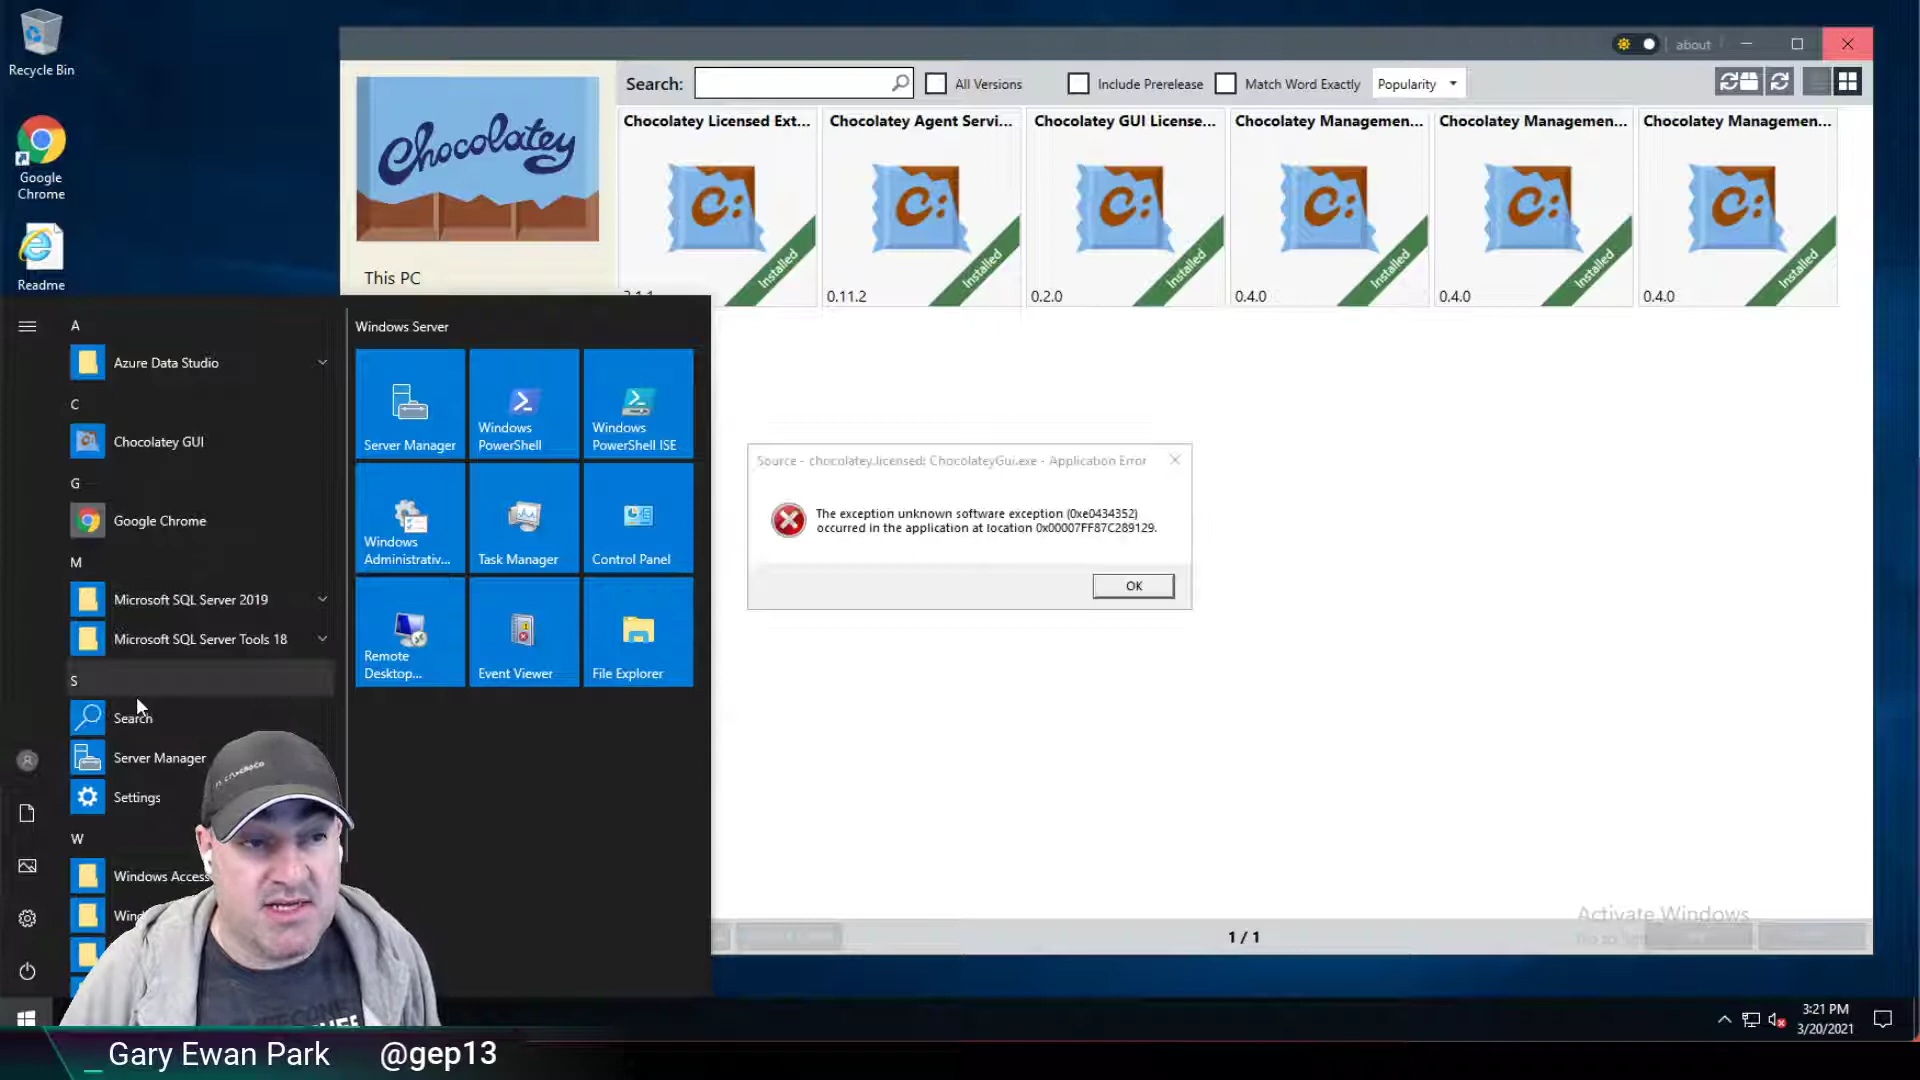 Recycle Bin
Google
Chrome
Readme
about
Chocolatey
This PC
Search:
All Versions
Include Prerelease
Match Word Exactly
Popularity
Chocolatey Licensed Ext...
Installed
Chocolatey Agent Servi...
0.11.2
Installed
Chocolatey GUI License...
0.2.0
Installed
Chocolatey Managemen...
0.4.0
Installed
Chocolatey Managemen...
0.4.0
Installed
Chocolatey Managemen...
0.4.0
Installed
A
Azure Data Studio
C
Chocolatey GUI
G
Google Chrome
M
Microsoft SQL Server 2019
Microsoft SQL Server Tools 18
S
Search
Server Manager
Settings
W
Windows Access
Wind
Windows Server
Server Manager
Windows
PowerShell
Windows
PowerShell ISE
Windows
Administrativ...
Task Manager
Control Panel
Remote
Desktop...
Event Viewer
File Explorer
Source - chocolatey.licensed: ChocolateyGui.exe - Application Error
The exception unknown software exception (0xe0434352)
occurred in the application at location 0x00007FF87C289129.
OK
Activate Windows
1 / 1
3:21 PM
3/20/2021
_ Gary Ewan Park @gep13